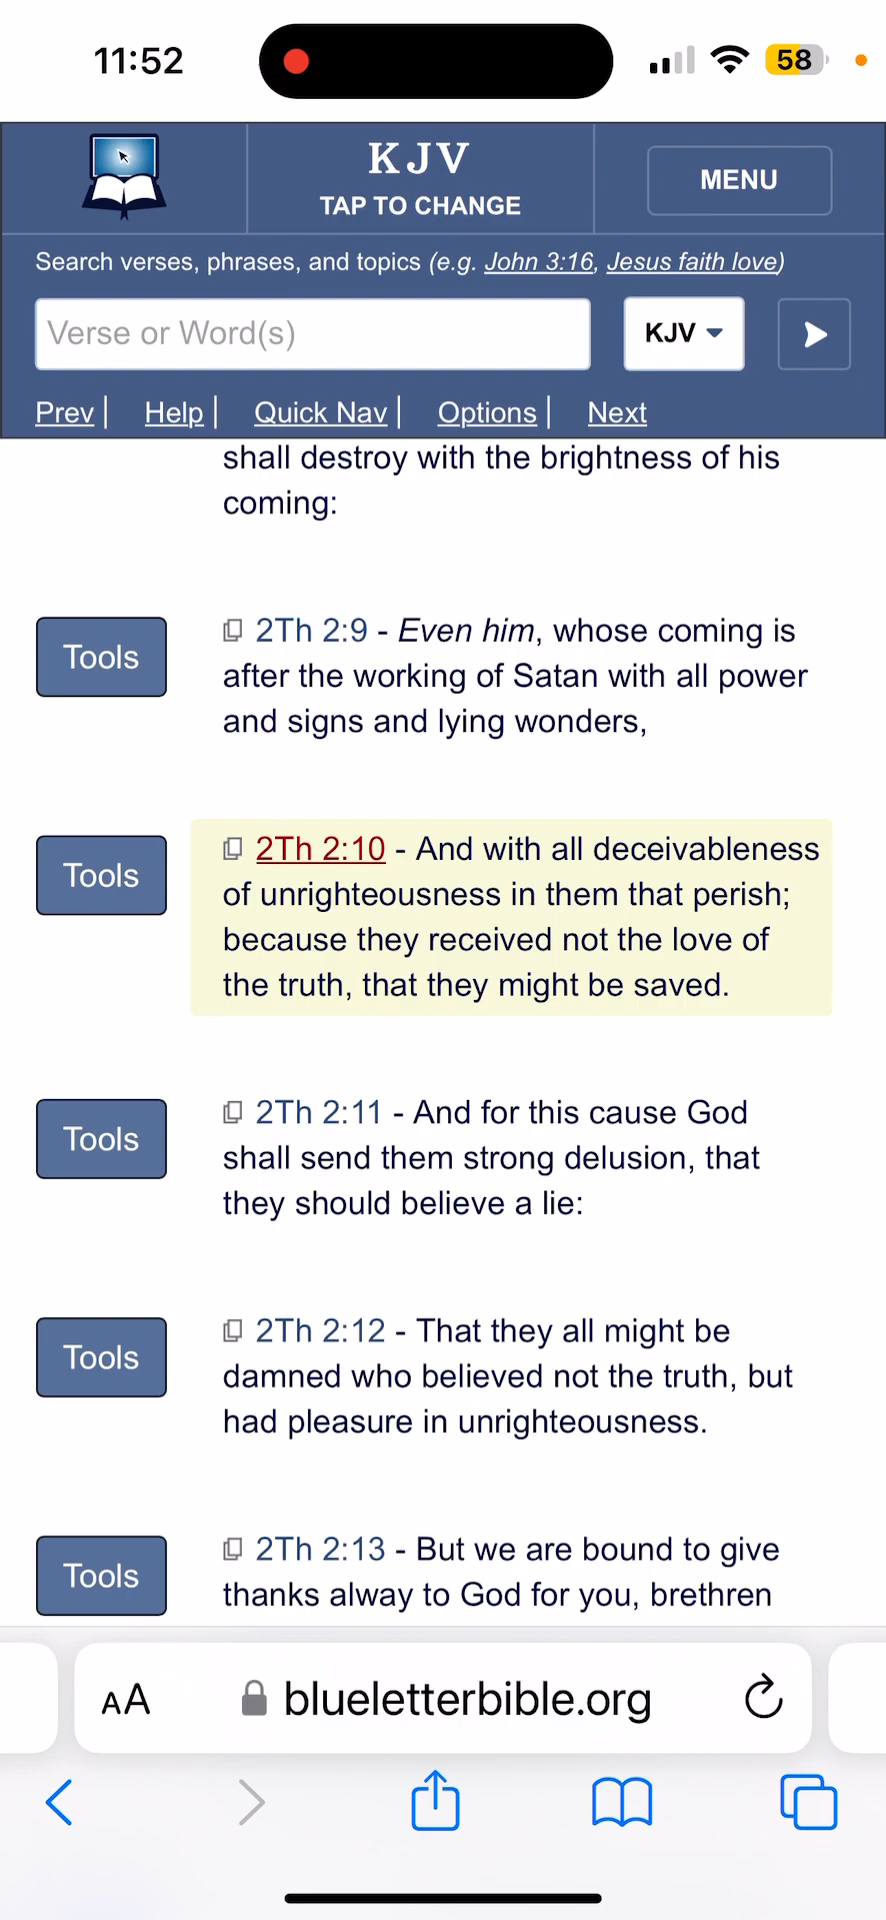 11:52
58
KJV
TAP TO CHANGE
MENU
Search verses, phrases, and topics (e.g. John 3:16, Jesus faith love)
Verse or Word(s)
KJV
Prev | Help | Quick Nav | Options | Next
shall destroy with the brightness of his
coming:
Tools
2Th 2:9 - Even him, whose coming is
after the working of Satan with all power
and signs and lying wonders,
Tools
2Th 2:10 - And with all deceivableness
of unrighteousness in them that perish;
because they received not the love of
the truth, that they might be saved.
Tools
2Th 2:11 - And for this cause God
shall send them strong delusion, that
they should believe a lie:
Tools
2Th 2:12 - That they all might be
damned who believed not the truth, but
had pleasure in unrighteousness.
Tools
2Th 2:13 - But we are bound to give
thanks alway to God for you, brethren
AA blueletterbible.org